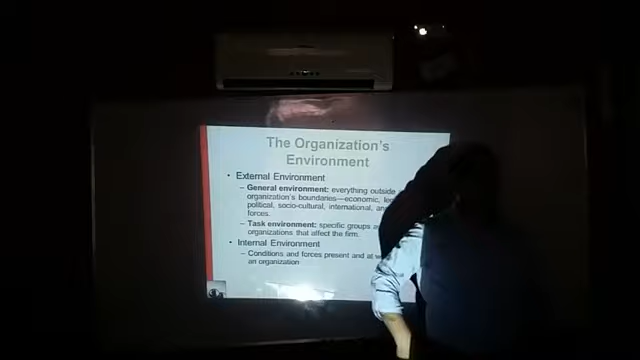 The Organization's
Environment
• External Environment
– General environment: everything outside
organization's boundaries—economic,
political, socio-cultural, international,
forces.
– Task environment: specific groups
organizations that affect the firm.
• Internal Environment
– Conditions and forces present and at
an organization